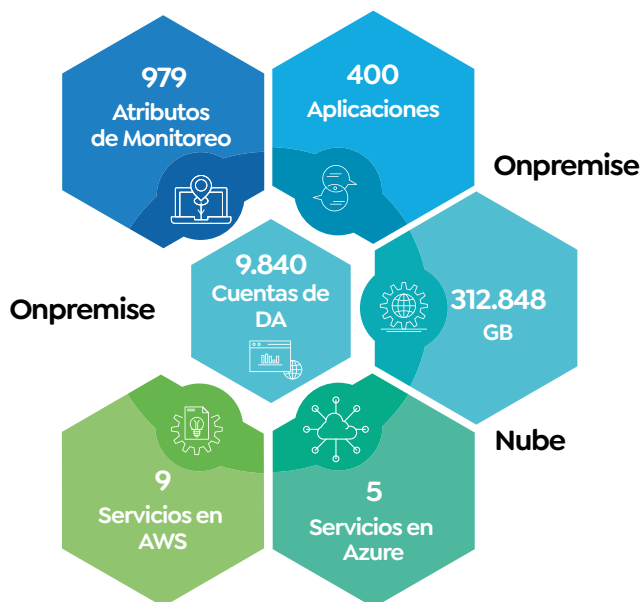 979
Atributos
de Monitoreo
400
Aplicaciones
Onpremise
9.840
Cuentas de
DA
312.848
GB
Onpremise
Nube
9
Servicios en
AWS
5
Servicios en
Azure